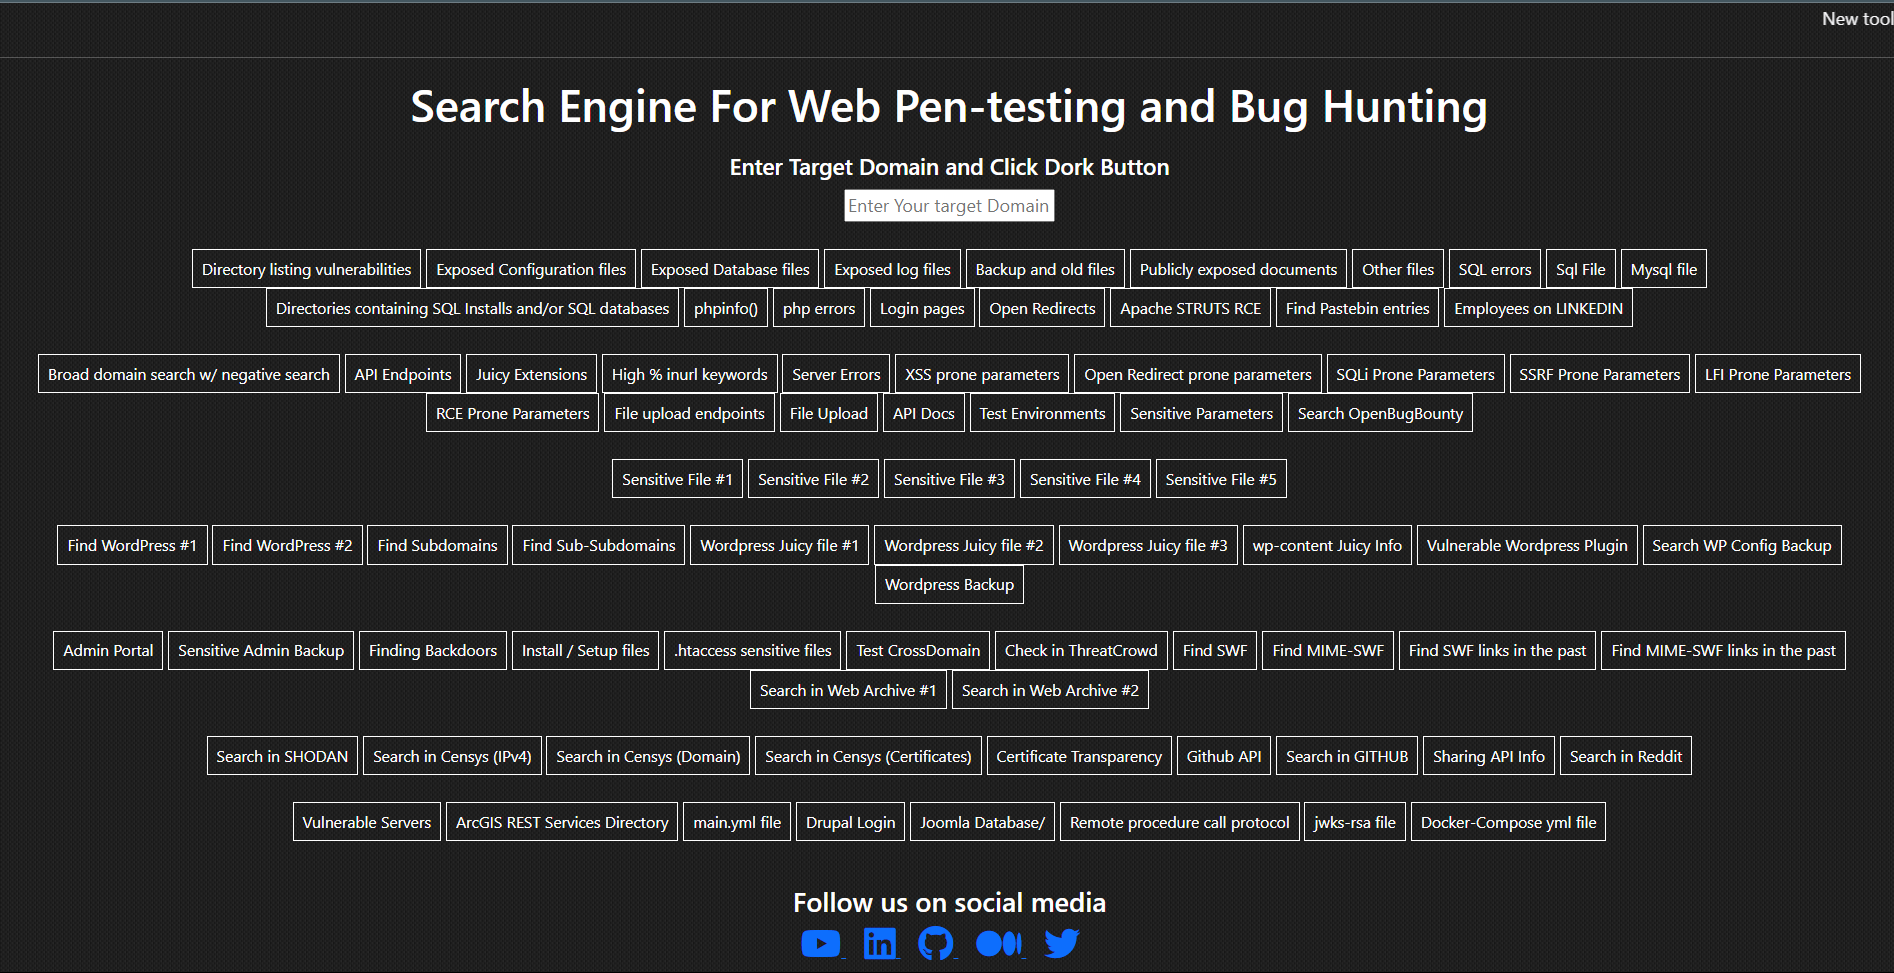 New tool
Search Engine For Web Pen-testing and Bug Hunting
Enter Target Domain and Click Dork Button
Enter Your target Domain
Directory listing vulnerabilities Exposed Configuration files Exposed Database files Exposed log files Backup and old files Publicly exposed documents Other files SQL errors Sql File Mysql file
Directories containing SQL Installs and/or SQL databases phpinfo() php errors Login pages Open Redirects Apache STRUTS RCE Find Pastebin entries Employees on LINKEDIN
Broad domain search w/ negative search API Endpoints Juicy Extensions High % inurl keywords Server Errors XSS prone parameters Open Redirect prone parameters SQLi Prone Parameters SSRF Prone Parameters LFI Prone Parameters
RCE Prone Parameters File upload endpoints File Upload API Docs Test Environments Sensitive Parameters Search OpenBugBounty
Sensitive File #1 Sensitive File #2 Sensitive File #3 Sensitive File #4 Sensitive File #5
Find WordPress #1 Find WordPress #2 Find Subdomains Find Sub-Subdomains Wordpress Juicy file #1 Wordpress Juicy file #2 Wordpress Juicy file #3 wp-content Juicy Info Vulnerable Wordpress Plugin Search WP Config Backup
Wordpress Backup
Admin Portal Sensitive Admin Backup Finding Backdoors Install / Setup files .htaccess sensitive files Test CrossDomain Check in ThreatCrowd Find SWF Find MIME-SWF Find SWF links in the past Find MIME-SWF links in the past
Search in Web Archive #1 Search in Web Archive #2
Search in SHODAN Search in Censys (IPv4) Search in Censys (Domain) Search in Censys (Certificates) Certificate Transparency Github API Search in GITHUB Sharing API Info Search in Reddit
Vulnerable Servers ArcGIS REST Services Directory main.yml file Drupal Login Joomla Database/ Remote procedure call protocol jwks-rsa file Docker-Compose yml file
Follow us on social media